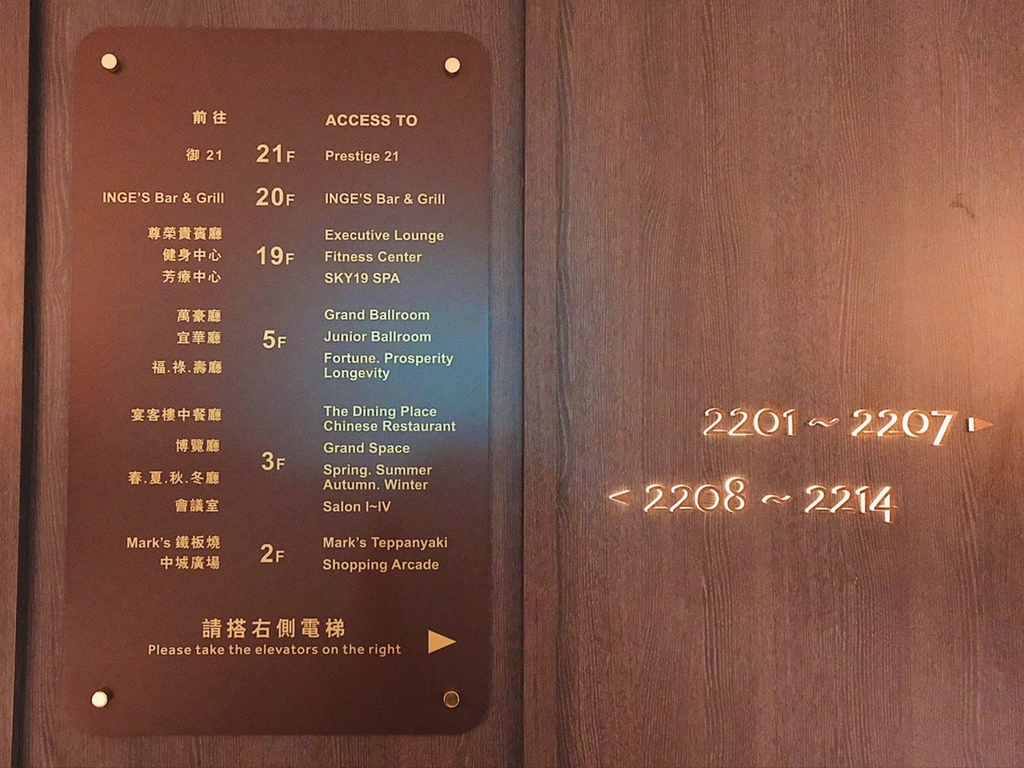 前往 ACCESS TO
御 21 21F Prestige 21
INGE'S Bar & Grill 20F INGE'S Bar & Grill
尊榮貴賓廳 Executive Lounge
健身中心 19F Fitness Center
芳療中心 SKY19 SPA
萬豪廳 Grand Ballroom
宜華廳 5F Junior Ballroom
福.祿.壽廳 Fortune. Prosperity
Longevity
宴客樓中餐廳 The Dining Place
Chinese Restaurant
博覽廳 Grand Space
3F
春.夏.秋.冬廳 Spring. Summer
Autumn. Winter
會議室 Salon I~IV
Mark's 鐵板燒 2F Mark's Teppanyaki
中城廣場 Shopping Arcade
請搭右側電梯
Please take the elevators on the right
2201 ~ 2207
< 2208 ~ 2214